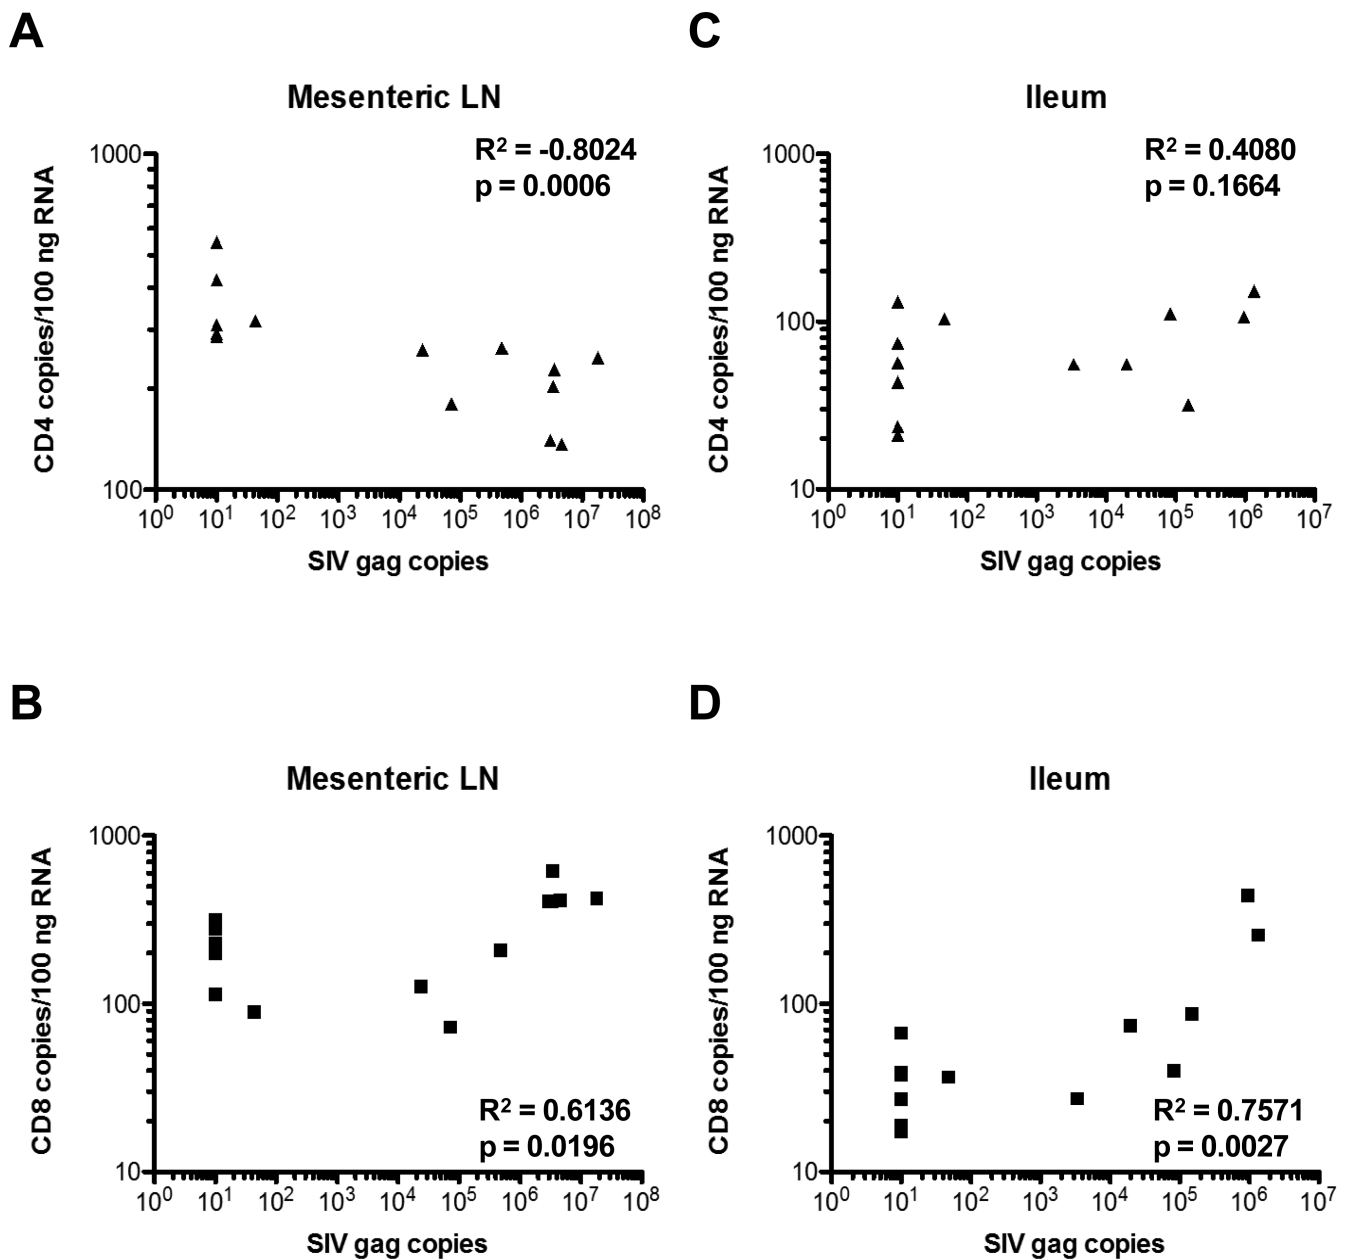 A
Mesenteric LN
R² = -0.8024
p = 0.0006
CD4 copies/100 ng RNA
1000
100
10⁰ 10¹ 10² 10³ 10⁴ 10⁵ 10⁶ 10⁷ 10⁸
SIV gag copies
C
Ileum
R² = 0.4080
p = 0.1664
CD4 copies/100 ng RNA
1000
100
10
10⁰ 10¹ 10² 10³ 10⁴ 10⁵ 10⁶ 10⁷
SIV gag copies
B
Mesenteric LN
CD8 copies/100 ng RNA
1000
100
10
R² = 0.6136
p = 0.0196
10⁰ 10¹ 10² 10³ 10⁴ 10⁵ 10⁶ 10⁷ 10⁸
SIV gag copies
D
Ileum
CD8 copies/100 ng RNA
1000
100
10
R² = 0.7571
p = 0.0027
10⁰ 10¹ 10² 10³ 10⁴ 10⁵ 10⁶ 10⁷
SIV gag copies